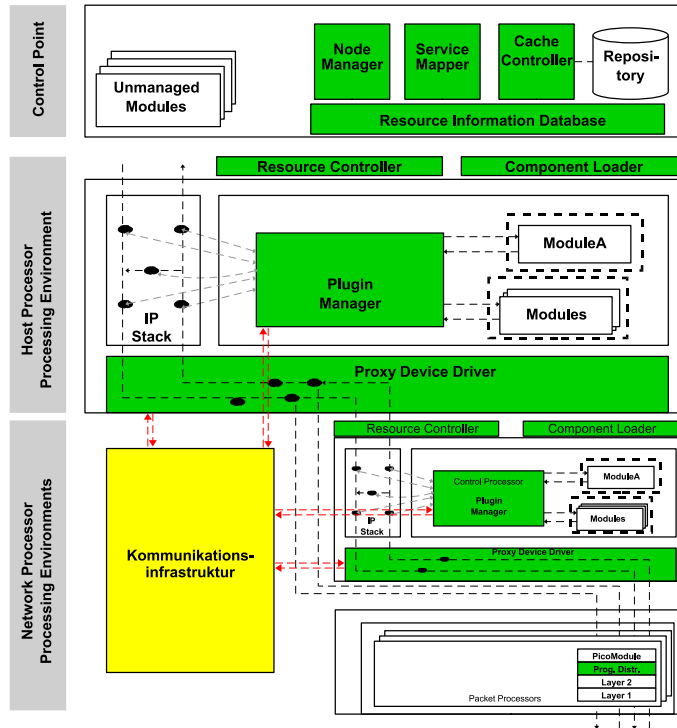 Control Point
Unmanaged
Modules
Node
Manager
Service
Mapper
Cache
Controller
Reposi-
tory
Resource Information Database
Host Processor
Processing Environment
Resource Controller
Component Loader
IP
Stack
Plugin
Manager
ModuleA
Modules
Proxy Device Driver
Network Processor
Processing Environments
Kommunikations-
infrastruktur
Resource Controller
Component Loader
IP
Stack
Control Processor
Plugin
Manager
ModuleA
Modules
Proxy Device Driver
PicoModule
Prog. Distr.
Layer 2
Layer 1
Packet Processors